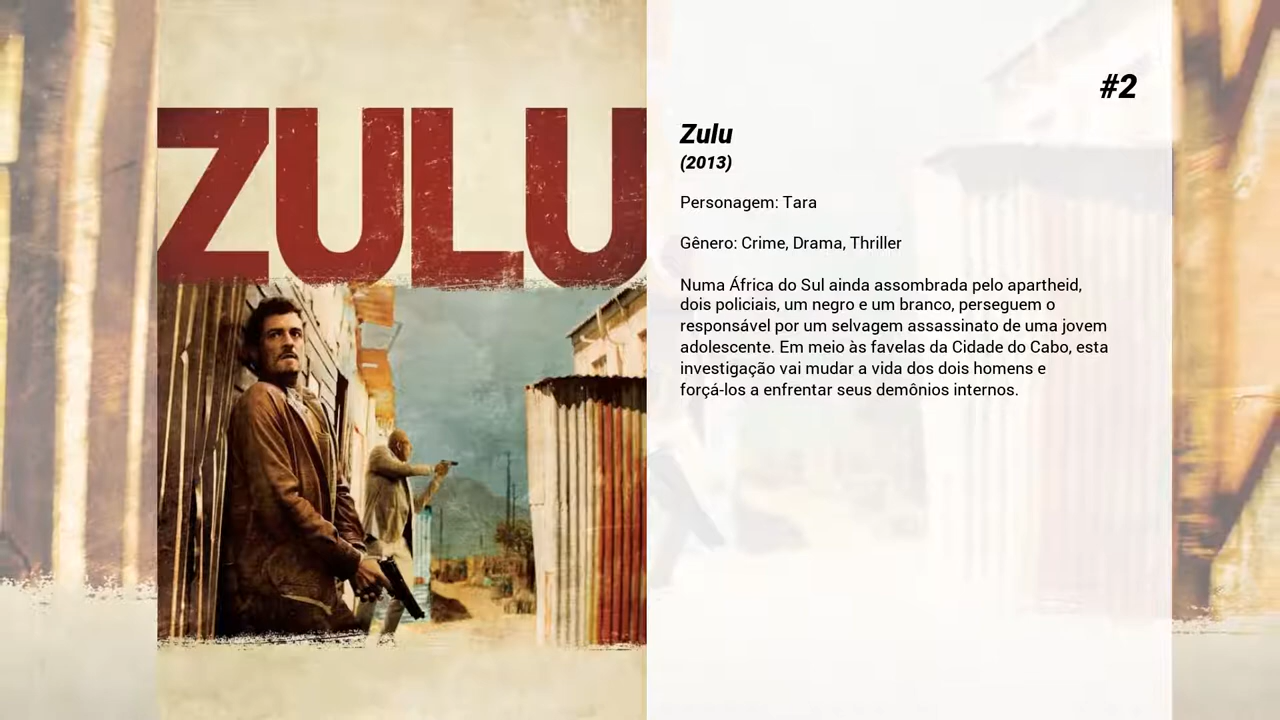 ZULU
#2
Zulu
(2013)
Personagem: Tara
Gênero: Crime, Drama, Thriller
Numa África do Sul ainda assombrada pelo apartheid,
dois policiais, um negro e um branco, perseguem o
responsável por um selvagem assassinato de uma jovem
adolescente. Em meio às favelas da Cidade do Cabo, esta
investigação vai mudar a vida dos dois homens e
forçá-los a enfrentar seus demônios internos.